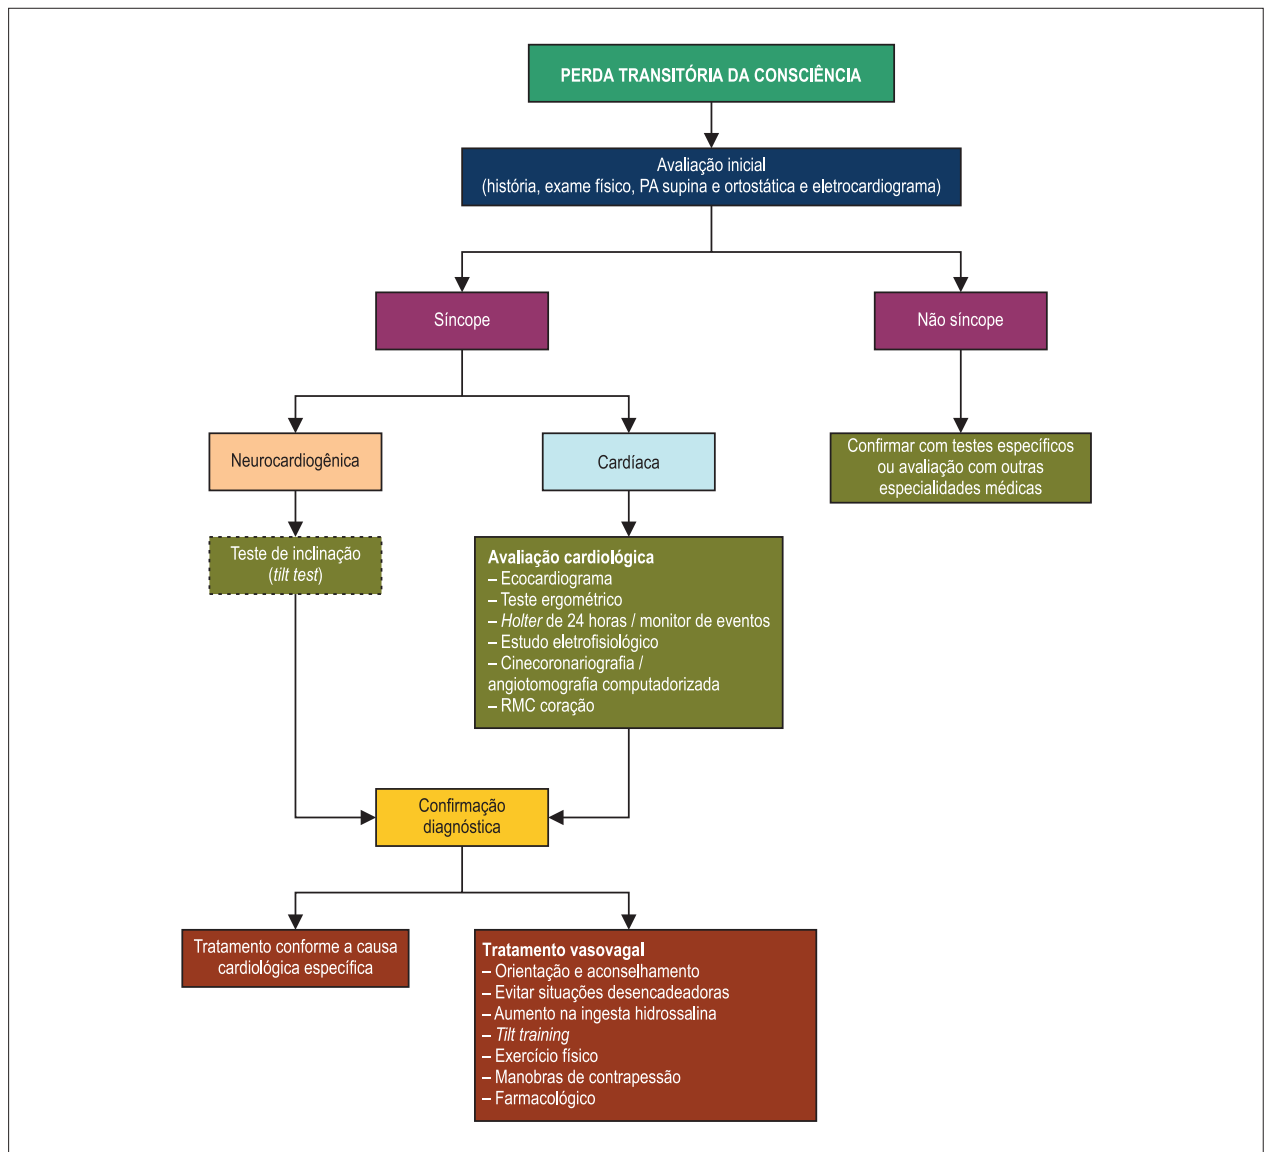 PERDA TRANSITÓRIA DA CONSCIÊNCIA
Avaliação inicial
(história, exame físico, PA supina e ortostática e eletrocardiograma)
Síncope
Não síncope
Neurocardiogênica
Cardíaca
Confirmar com testes específicos
ou avaliação com outras
especialidades médicas
Teste de inclinação
(tilt test)
Avaliação cardiológica
– Ecocardiograma
– Teste ergométrico
– Holter de 24 horas / monitor de eventos
– Estudo eletrofisiológico
– Cinecoronariografia /
angiotomografia computadorizada
– RMC coração
Confirmação
diagnóstica
Tratamento conforme a causa
cardiológica específica
Tratamento vasovagal
– Orientação e aconselhamento
– Evitar situações desencadeadoras
– Aumento na ingesta hidrossalina
– Tilt training
– Exercício físico
– Manobras de contrapessão
– Farmacológico